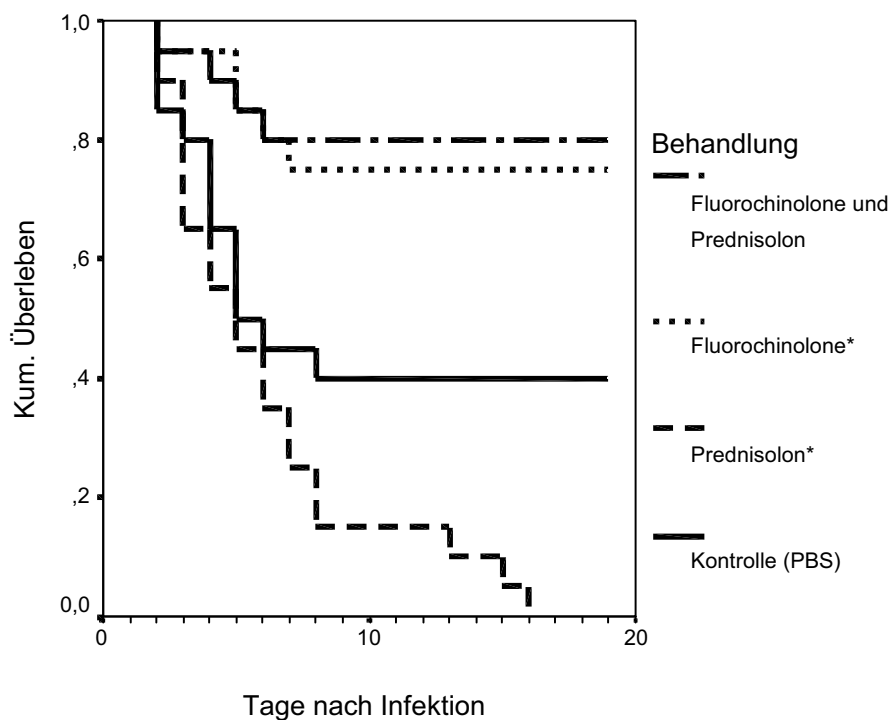 1,0
,8
,6
,4
,2
0,0
Kum. Überleben
0
10
20
Tage nach Infektion
Behandlung
Fluorochinolone und
Prednisolon
Fluorochinolone*
Prednisolon*
Kontrolle (PBS)